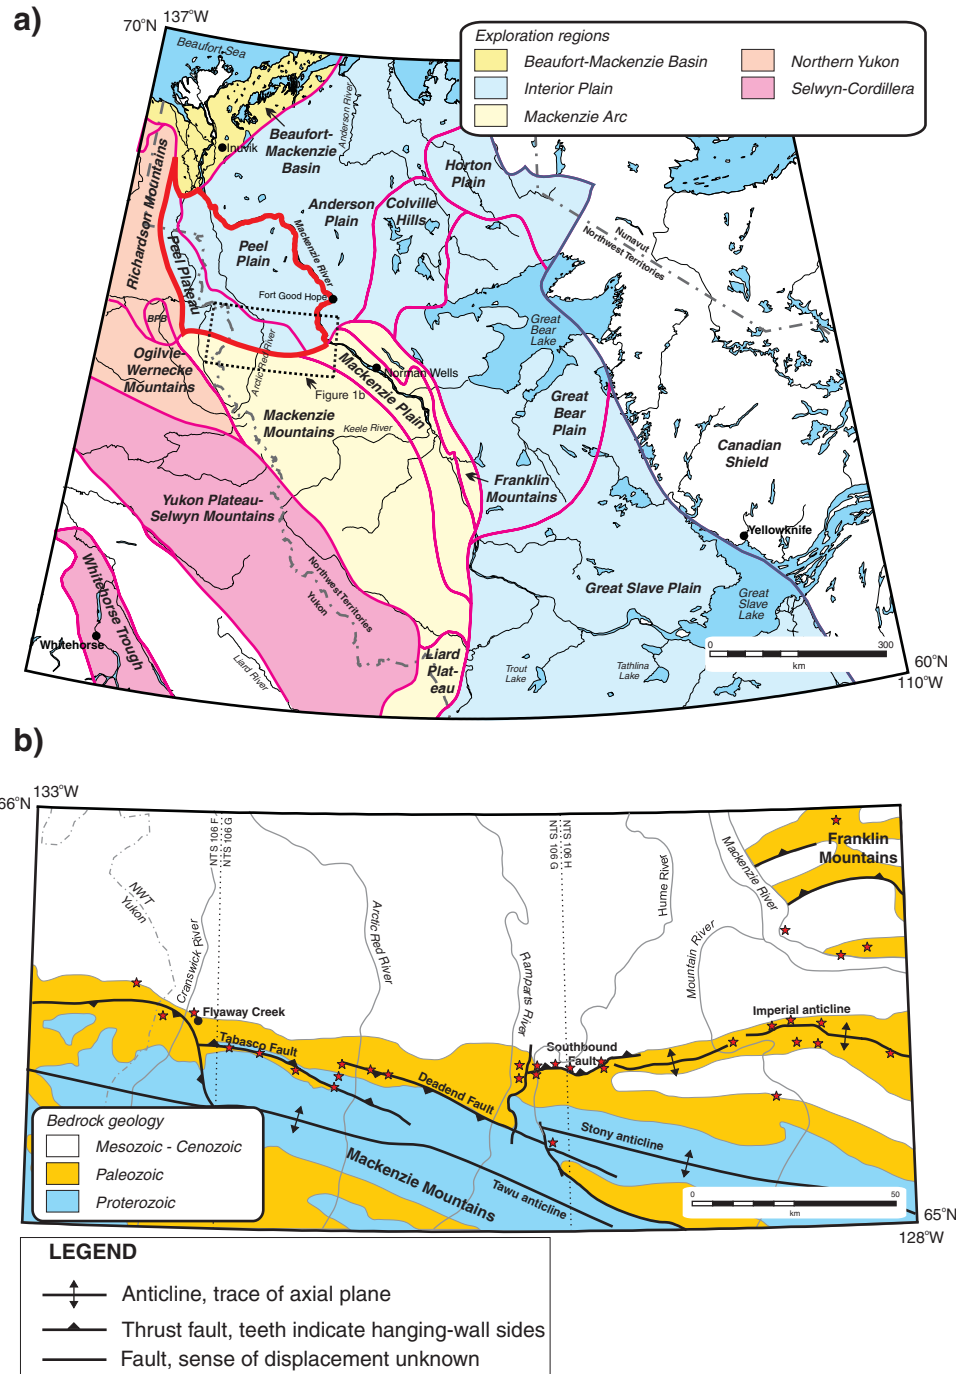 a)
70°N
137°W
Beaufort Sea
Exploration regions
Beaufort-Mackenzie Basin
Interior Plain
Mackenzie Arc
Northern Yukon
Selwyn-Cordillera
Inuvik
Beaufort-
Mackenzie
Basin
Anderson River
Horton
Plain
Richardson Mountains
Anderson
Plain
Colville
Hills
Peel Plateau
Peel
Plain
Mackenzie River
Nunavut
Northwest Territories
Fort Good Hope
BPB
Great
Bear
Lake
Ogilvie-
Wernecke
Mountains
Arctic Red River
Mackenzie Plain
Norman Wells
Figure 1b
Mackenzie
Mountains
Keele River
Great
Bear
Plain
Canadian
Shield
Franklin
Mountains
Yukon Plateau-
Selwyn Mountains
Yellowknife
Northwest Territories
Yukon
Whitehorse Trough
Great Slave Plain
Great
Slave
Lake
Whitehorse
Liard River
Liard
Plat-
eau
Trout
Lake
Tathlina
Lake
0 300
km
60°N
110°W
b)
66°N
133°W
NTS 106 F
NTS 106 G
NTS 106 H
NTS 106 G
Franklin
Mountains
Mackenzie River
Hume River
NWT
Yukon
Cranswick River
Arctic Red River
Ramparts River
Mountain River
Flyaway Creek
Imperial anticline
Tabasco Fault
Southbound
Fault
Deadend Fault
Stony anticline
Bedrock geology
Mesozoic - Cenozoic
Paleozoic
Proterozoic
Mackenzie Mountains
Tawu anticline
0 50
km
65°N
128°W
LEGEND
Anticline, trace of axial plane
Thrust fault, teeth indicate hanging-wall sides
Fault, sense of displacement unknown